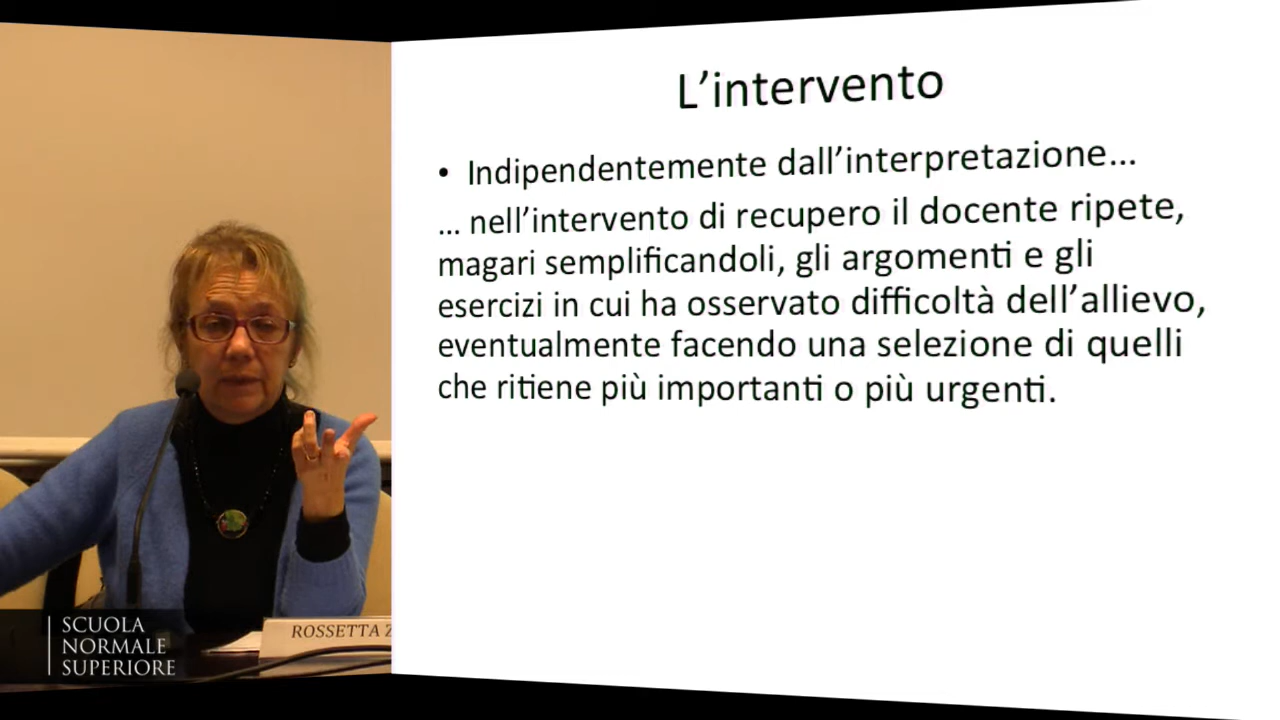 L'intervento
• Indipendentemente dall'interpretazione...
... nell'intervento di recupero il docente ripete,
magari semplificandoli, gli argomenti e gli
esercizi in cui ha osservato difficoltà dell'allievo,
eventualmente facendo una selezione di quelli
che ritiene più importanti o più urgenti.
ROSSETTA Z
SCUOLA
NORMALE
SUPERIORE